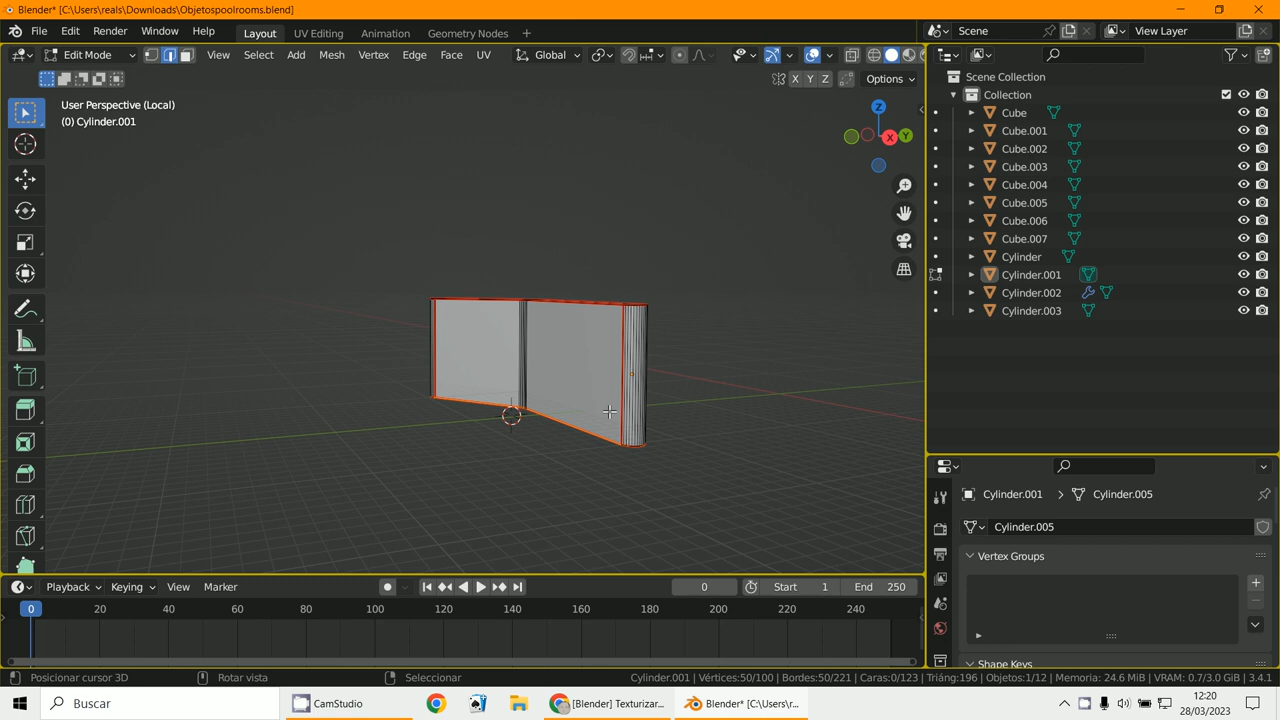 Blender* [C:\Users\reals\Downloads\Objetospoolrooms.blend]
File Edit Render Window Help Layout UV Editing Animation Geometry Nodes + Scene View Layer
Edit Mode View Select Add Mesh Vertex Edge Face UV Global
X Y Z Options
User Perspective (Local)
(0) Cylinder.001
Z
X
Y
Scene Collection
Collection
Cube
Cube.001
Cube.002
Cube.003
Cube.004
Cube.005
Cube.006
Cube.007
Cylinder
Cylinder.001
Cylinder.002
Cylinder.003
Cylinder.001 > Cylinder.005
Cylinder.005
Vertex Groups
Shape Keys
Playback Keying View Marker 0 Start 1 End 250
0 20 40 60 80 100 120 140 160 180 200 220 240
Posicionar cursor 3D Rotar vista Seleccionar Cylinder.001 | Vértices:50/100 | Bordes:50/221 | Caras:0/123 | Triáng:196 | Objetos:1/12 | Memoria: 24.6 MiB | VRAM: 0.7/3.0 GiB | 3.4.1
Buscar CamStudio [Blender] Texturizar... Blender* [C:\Users\r... 12:20
28/03/2023